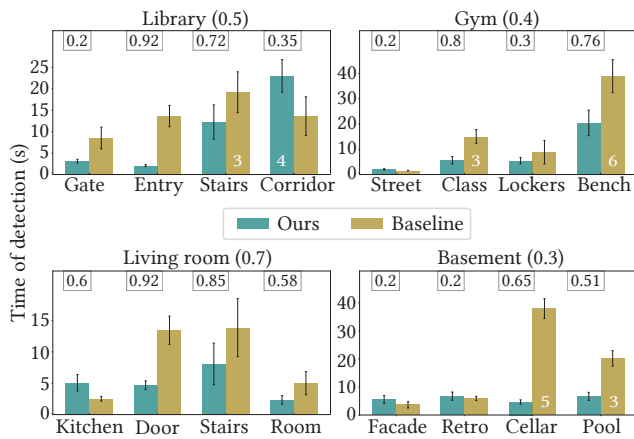 Library (0.5)
0.2 0.92 0.72 0.35
25
20
15
10
5
0
3 4
Gate Entry Stairs Corridor
Gym (0.4)
0.2 0.8 0.3 0.76
40
30
20
10
0
3 6
Street Class Lockers Bench
Time of detection (s)
Ours Baseline
Living room (0.7)
0.6 0.92 0.85 0.58
15
10
5
0
Kitchen Door Stairs Room
Basement (0.3)
0.2 0.2 0.65 0.51
40
30
20
10
0
5 3
Facade Retro Cellar Pool